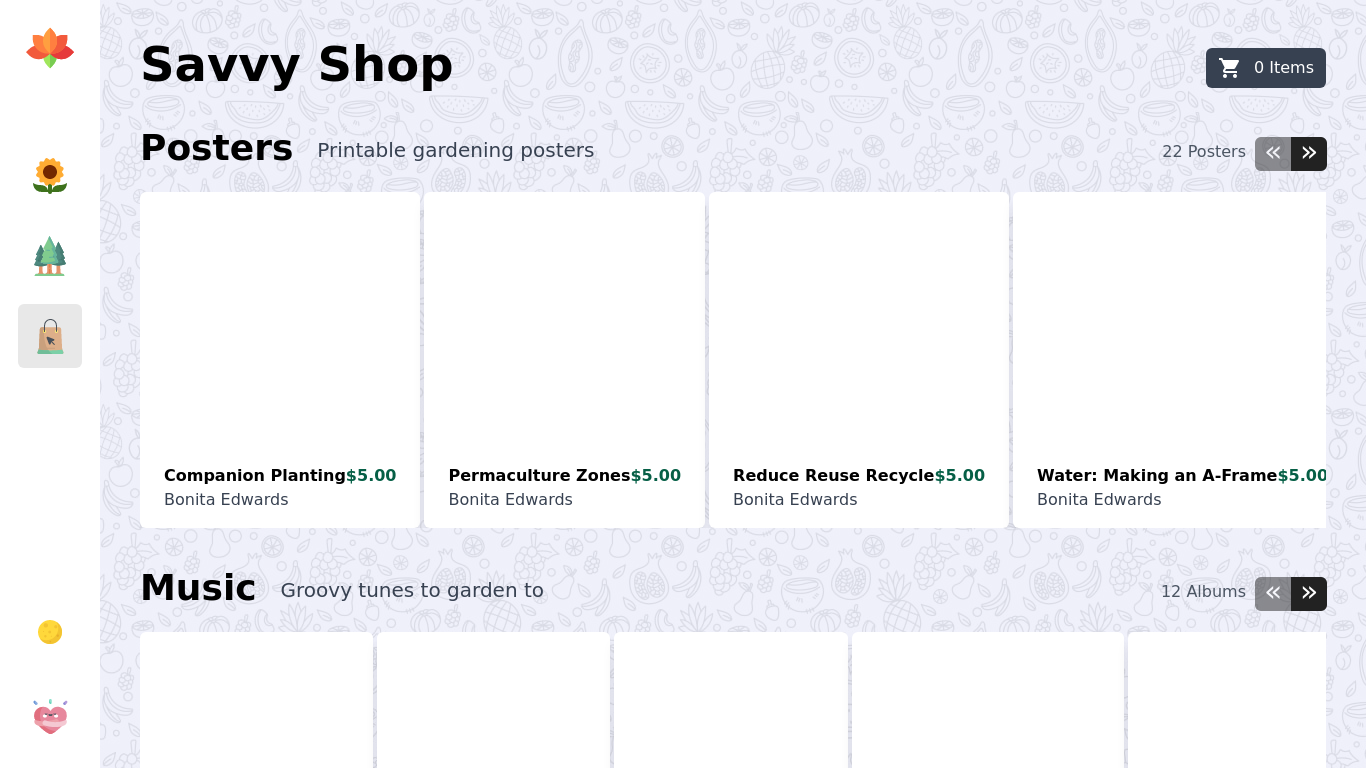 Savvy Shop
0 Items
Posters
Printable gardening posters
22 Posters
Companion Planting$5.00
Bonita Edwards
Permaculture Zones$5.00
Bonita Edwards
Reduce Reuse Recycle$5.00
Bonita Edwards
Water: Making an A-Frame$5.00
Bonita Edwards
Music
Groovy tunes to garden to
12 Albums